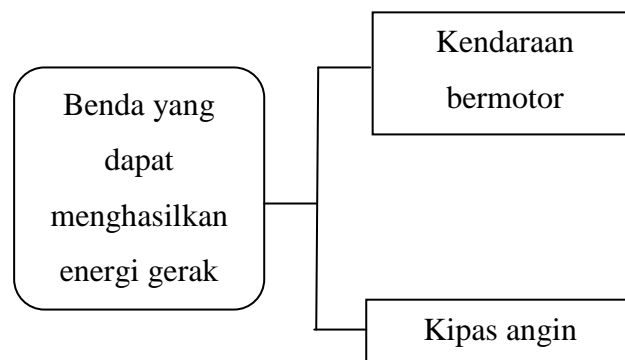 Benda yang
dapat
menghasilkan
energi gerak
Kendaraan
bermotor
Kipas angin